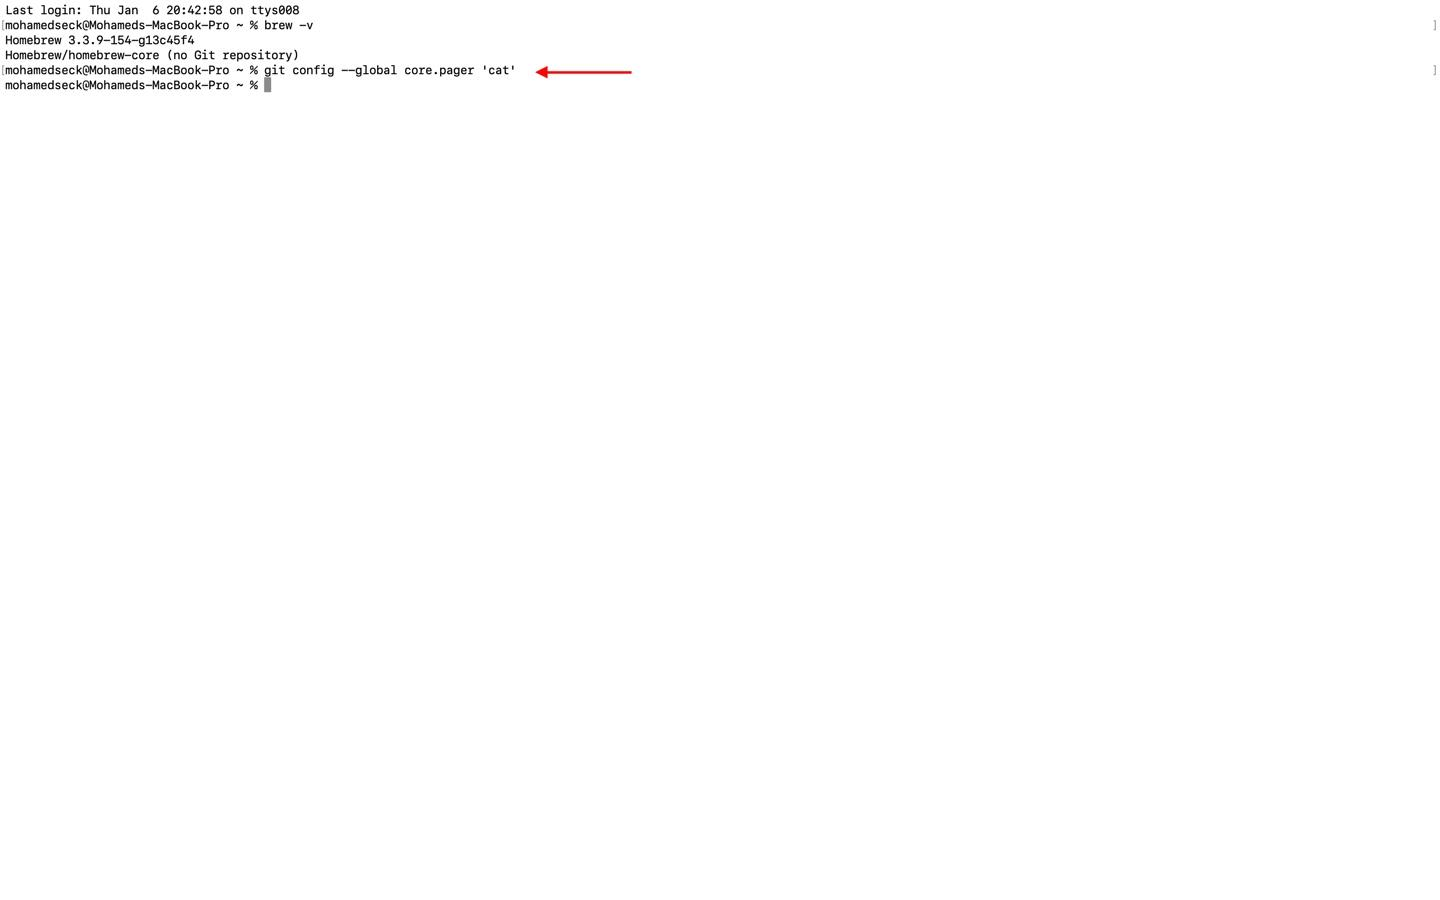 Last login: Thu Jan  6 20:42:58 on ttys008
[mohamedseck@Mohameds-MacBook-Pro ~ % brew -v ]
Homebrew 3.3.9-154-g13c45f4
Homebrew/homebrew-core (no Git repository)
[mohamedseck@Mohameds-MacBook-Pro ~ % git config --global core.pager 'cat' ]
mohamedseck@Mohameds-MacBook-Pro ~ %